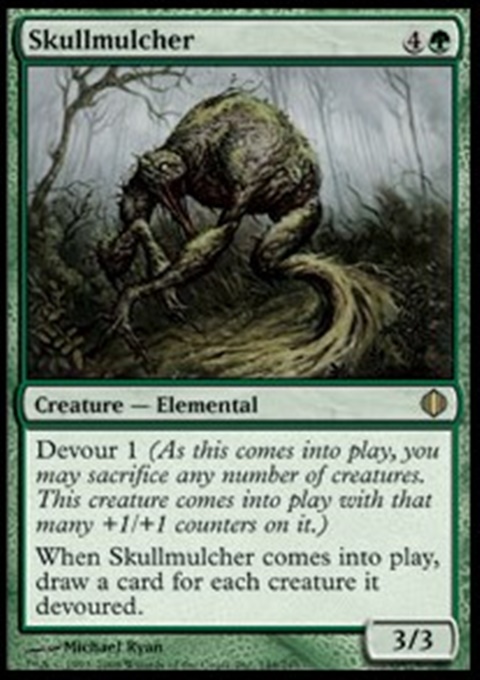 Skullmulcher 4
Creature — Elemental
Devour 1 (As this comes into play, you
may sacrifice any number of creatures.
This creature comes into play with that
many +1/+1 counters on it.)
When Skullmulcher comes into play,
draw a card for each creature it
devoured.
Michael Ryan
3/3